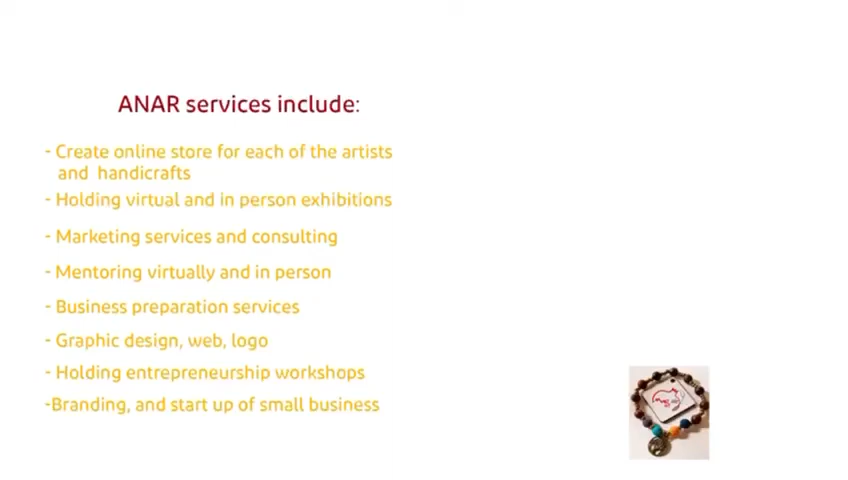 ANAR services include:
- Create online store for each of the artists
and handicrafts
- Holding virtual and in person exhibitions
- Marketing services and consulting
- Mentoring virtually and in person
- Business preparation services
- Graphic design, web, logo
- Holding entrepreneurship workshops
-Branding, and start up of small business